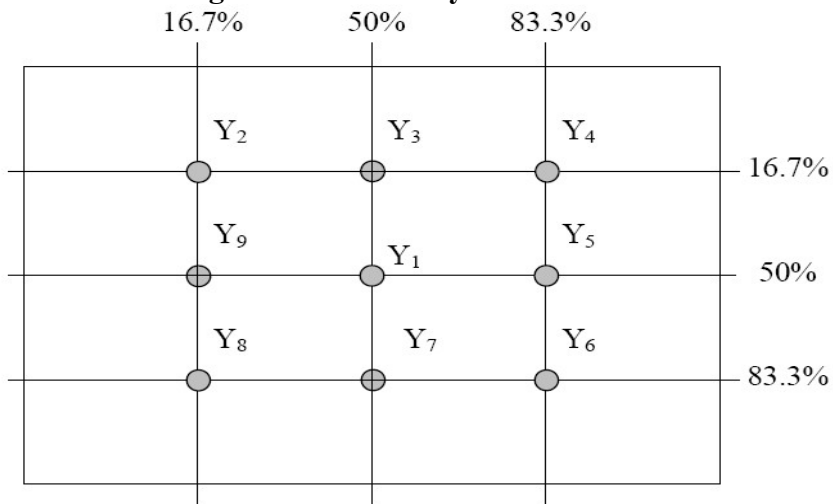 16.7% 50% 83.3%
Y₂ Y₃ Y₄
16.7%
Y₉ Y₁ Y₅
50%
Y₈ Y₇ Y₆
83.3%